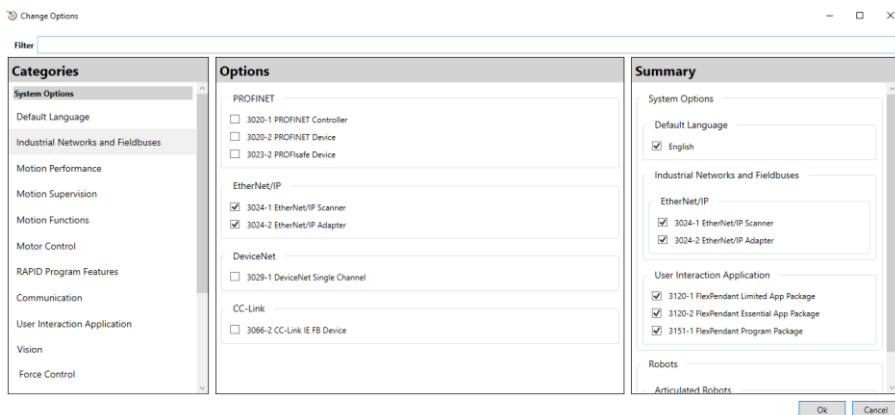 Change Options
Filter
Categories
System Options
Default Language
Industrial Networks and Fieldbuses
Motion Performance
Motion Supervision
Motion Functions
Motor Control
RAPID Program Features
Communication
User Interaction Application
Vision
Force Control
Options
PROFINET
3020-1 PROFINET Controller
3020-2 PROFINET Device
3023-2 PROFIsafe Device
EtherNet/IP
3024-1 EtherNet/IP Scanner
3024-2 EtherNet/IP Adapter
DeviceNet
3029-1 DeviceNet Single Channel
CC-Link
3066-2 CC-Link IE FB Device
Summary
System Options
Default Language
English
Industrial Networks and Fieldbuses
EtherNet/IP
3024-1 EtherNet/IP Scanner
3024-2 EtherNet/IP Adapter
User Interaction Application
3120-1 FlexPendant Limited App Package
3120-2 FlexPendant Essential App Package
3151-1 FlexPendant Program Package
Robots
Articulated Robots
Ok
Cancel